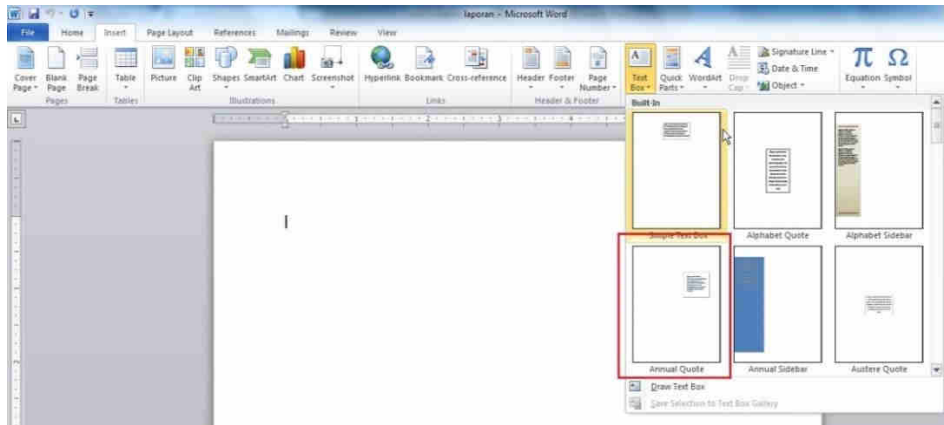 laporan - Microsoft Word
File Home Insert Page Layout References Mailings Review View
Cover Page Blank Page Page Break Table Picture Clip Art Shapes SmartArt Chart Screenshot Hyperlink Bookmark Cross-reference Header Footer Page Number Text Box Quick Parts WordArt Drop Cap Signature Line Date & Time Object Equation Symbol
Pages Tables Illustrations Links Header & Footer
Built-In
Simple Text Box Alphabet Quote Alphabet Sidebar
Annual Quote Annual Sidebar Austere Quote
Draw Text Box
Save Selection to Text Box Gallery